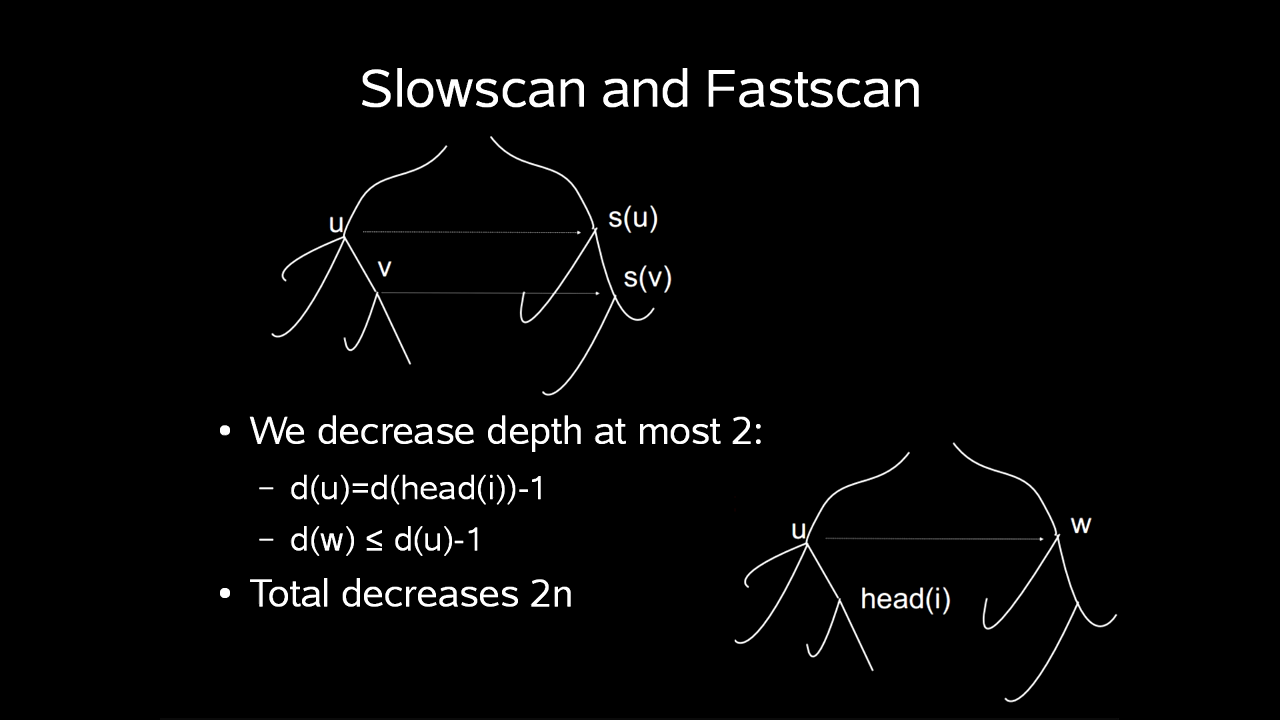 Slowscan and Fastscan
u
s(u)
v
s(v)
• We decrease depth at most 2:
– d(u)=d(head(i))-1
– d(w) ≤ d(u)-1
• Total decreases 2n
u
w
head(i)